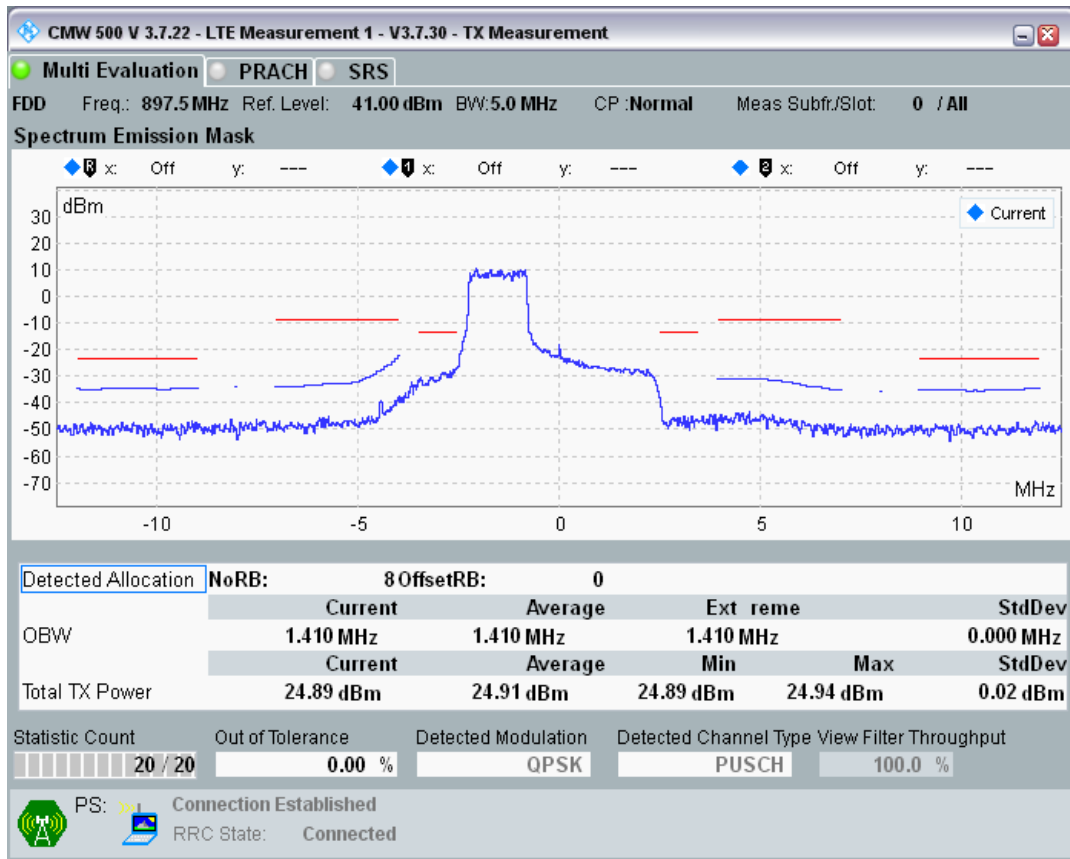 CMW 500 V 3.7.22 - LTE Measurement 1 - V3.7.30 - TX Measurement
Multi Evaluation PRACH SRS
FDD Freq.: 897.5 MHz Ref. Level: 41.00 dBm BW:5.0 MHz CP :Normal Meas Subfr./Slot: 0 / All
Spectrum Emission Mask
R x: Off y: --- 1 x: Off y: --- 2 x: Off y: ---
dBm
Current
30
20
10
0
-10
-20
-30
-40
-50
-60
-70
MHz
-10 -5 0 5 10
Detected Allocation NoRB: 8 OffsetRB: 0
Current Average Ext reme StdDev
OBW 1.410 MHz 1.410 MHz 1.410 MHz 0.000 MHz
Current Average Min Max StdDev
Total TX Power 24.89 dBm 24.91 dBm 24.89 dBm 24.94 dBm 0.02 dBm
Statistic Count Out of Tolerance Detected Modulation Detected Channel Type View Filter Throughput
20 / 20 0.00 % QPSK PUSCH 100.0 %
PS: Connection Established
RRC State: Connected